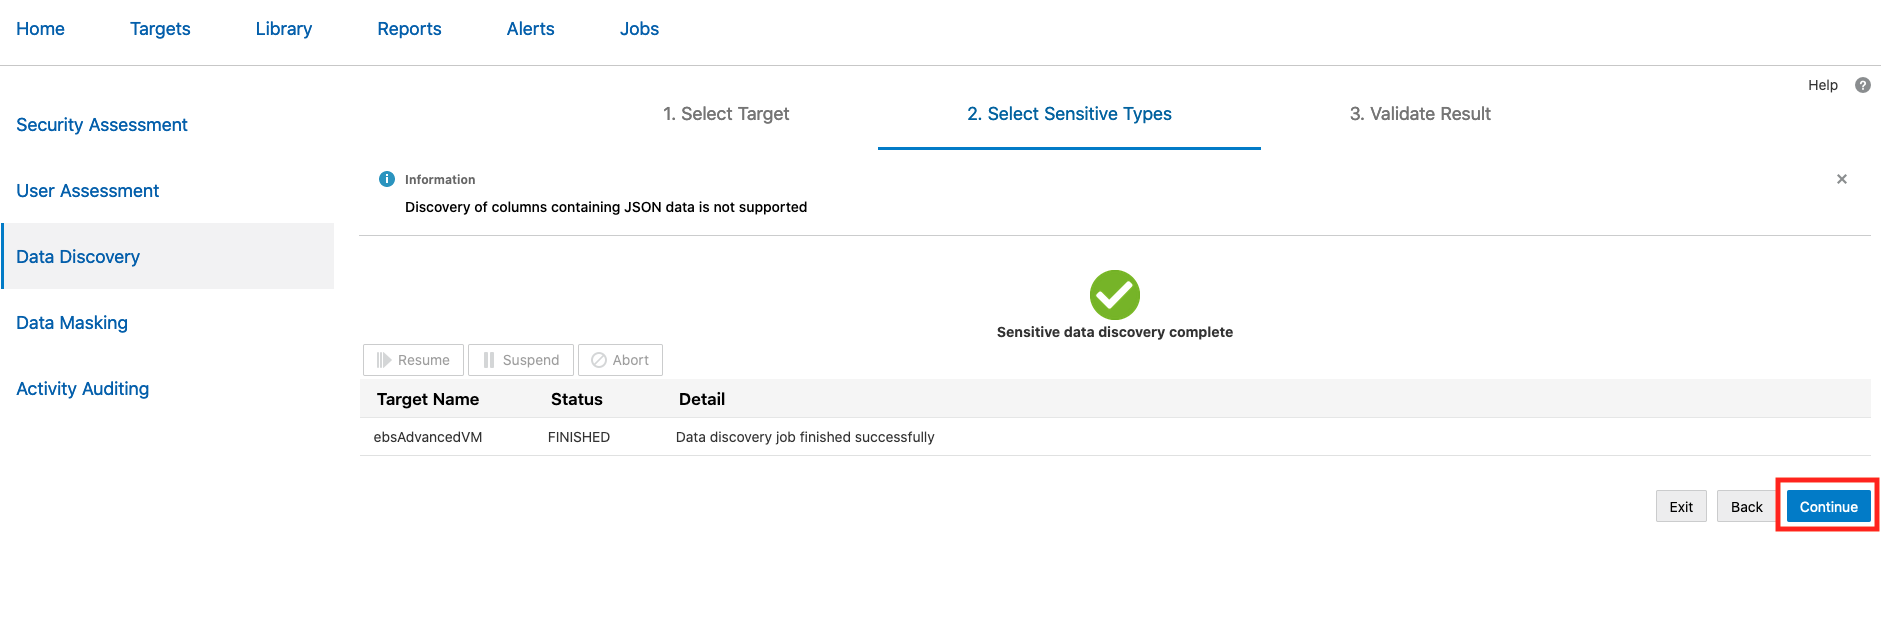 Home Targets Library Reports Alerts Jobs
Help ?
Security Assessment
User Assessment
Data Discovery
Data Masking
Activity Auditing
1. Select Target 2. Select Sensitive Types 3. Validate Result
i Information ×
Discovery of columns containing JSON data is not supported
Sensitive data discovery complete
Resume Suspend Abort
Target Name Status Detail
ebsAdvancedVM FINISHED Data discovery job finished successfully
Exit Back Continue